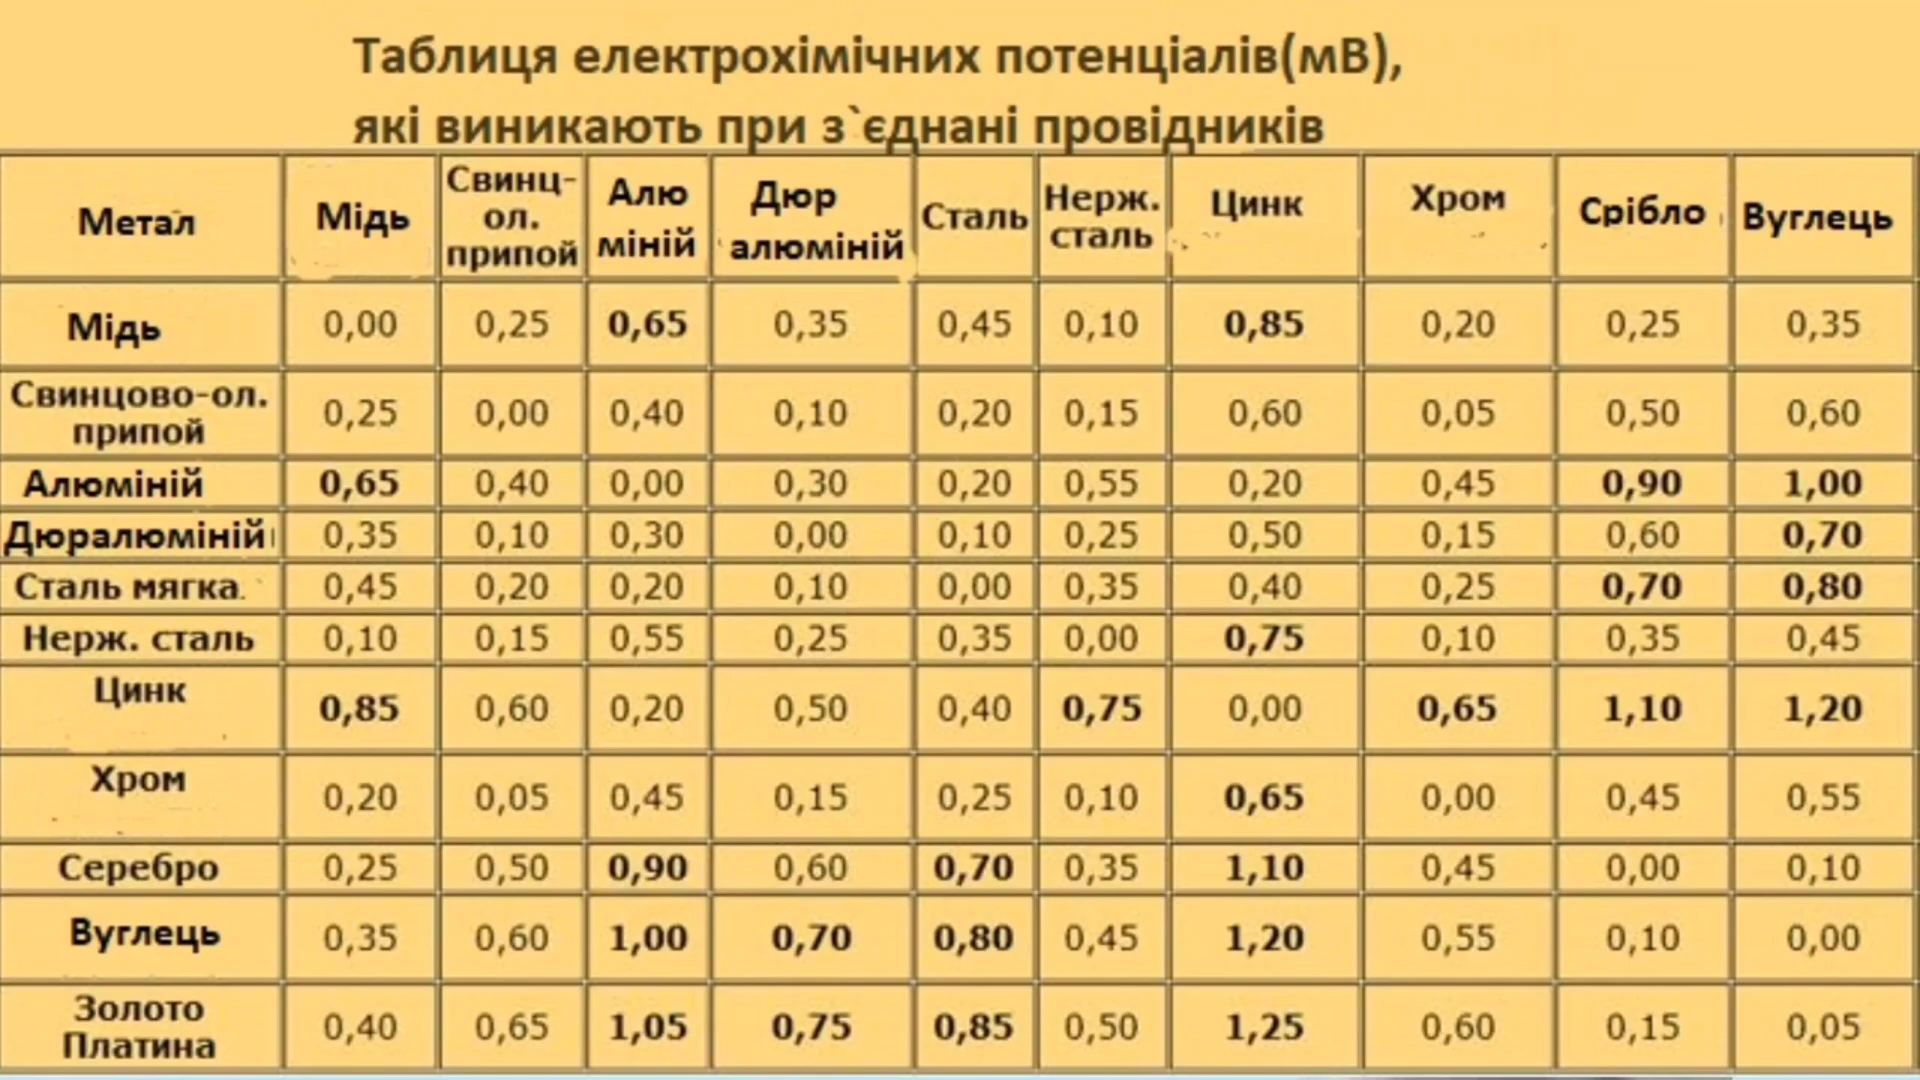 Таблиця електрохімічних потенціалів(мВ),
які виникають при з`єднані провідників
Метал Мідь Свинц-ол. припой Алю міній Дюр алюміній Сталь Нерж. сталь Цинк Хром Срібло Вуглець
Мідь 0,00 0,25 0,65 0,35 0,45 0,10 0,85 0,20 0,25 0,35
Свинцово-ол. припой 0,25 0,00 0,40 0,10 0,20 0,15 0,60 0,05 0,50 0,60
Алюміній 0,65 0,40 0,00 0,30 0,20 0,55 0,20 0,45 0,90 1,00
Дюралюміній 0,35 0,10 0,30 0,00 0,10 0,25 0,50 0,15 0,60 0,70
Сталь мягка 0,45 0,20 0,20 0,10 0,00 0,35 0,40 0,25 0,70 0,80
Нерж. сталь 0,10 0,15 0,55 0,25 0,35 0,00 0,75 0,10 0,35 0,45
Цинк 0,85 0,60 0,20 0,50 0,40 0,75 0,00 0,65 1,10 1,20
Хром 0,20 0,05 0,45 0,15 0,25 0,10 0,65 0,00 0,45 0,55
Серебро 0,25 0,50 0,90 0,60 0,70 0,35 1,10 0,45 0,00 0,10
Вуглець 0,35 0,60 1,00 0,70 0,80 0,45 1,20 0,55 0,10 0,00
Золото Платина 0,40 0,65 1,05 0,75 0,85 0,50 1,25 0,60 0,15 0,05